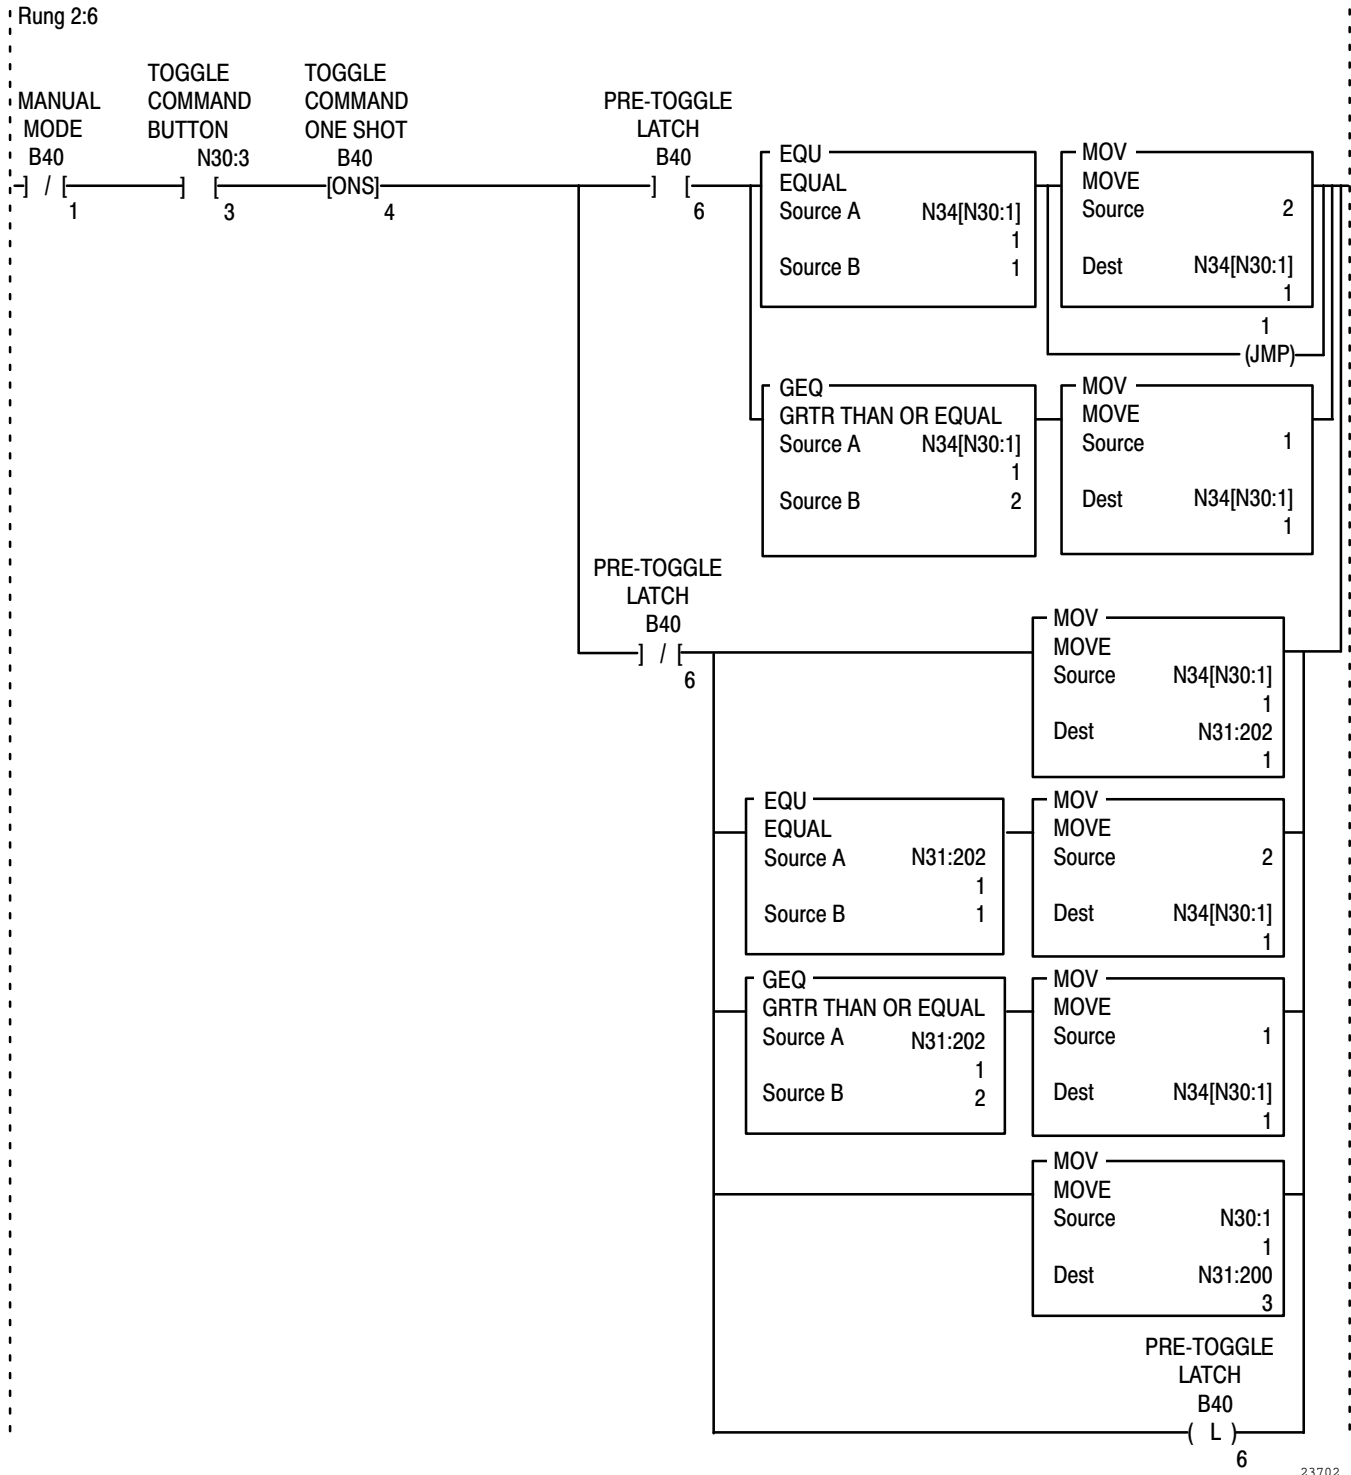 Rung 2:6
TOGGLE TOGGLE
MANUAL COMMAND COMMAND PRE-TOGGLE
MODE BUTTON ONE SHOT LATCH
B40 N30:3 B40 B40
] / [ ] [ [ONS] ] [
1 3 4 6
EQU
EQUAL
Source A N34[N30:1]
1
Source B 1
MOV
MOVE
Source 2
Dest N34[N30:1]
1
1
(JMP)
GEQ
GRTR THAN OR EQUAL
Source A N34[N30:1]
1
Source B 2
MOV
MOVE
Source 1
Dest N34[N30:1]
1
PRE-TOGGLE
LATCH
B40
] / [
6
MOV
MOVE
Source N34[N30:1]
1
Dest N31:202
1
EQU
EQUAL
Source A N31:202
1
Source B 1
MOV
MOVE
Source 2
Dest N34[N30:1]
1
GEQ
GRTR THAN OR EQUAL
Source A N31:202
1
Source B 2
MOV
MOVE
Source 1
Dest N34[N30:1]
1
MOV
MOVE
Source N30:1
1
Dest N31:200
3
PRE-TOGGLE
LATCH
B40
( L )
6
23702